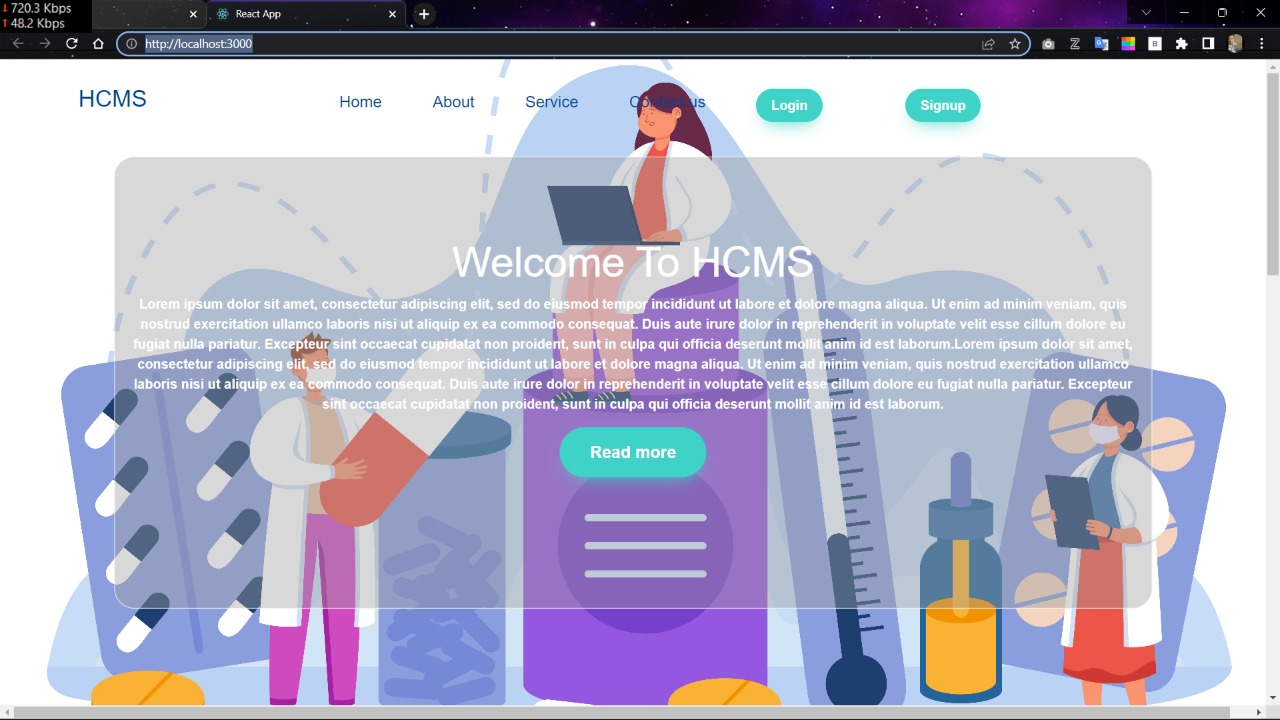 720.3 Kbps
48.2 Kbps
React App
http://localhost:3000
HCMS
Home About Service Contact us Login Signup
Welcome To HCMS
Lorem ipsum dolor sit amet, consectetur adipiscing elit, sed do eiusmod tempor incididunt ut labore et dolore magna aliqua. Ut enim ad minim veniam, quis
nostrud exercitation ullamco laboris nisi ut aliquip ex ea commodo consequat. Duis aute irure dolor in reprehenderit in voluptate velit esse cillum dolore eu
fugiat nulla pariatur. Excepteur sint occaecat cupidatat non proident, sunt in culpa qui officia deserunt mollit anim id est laborum.Lorem ipsum dolor sit amet,
consectetur adipiscing elit, sed do eiusmod tempor incididunt ut labore et dolore magna aliqua. Ut enim ad minim veniam, quis nostrud exercitation ullamco
laboris nisi ut aliquip ex ea commodo consequat. Duis aute irure dolor in reprehenderit in voluptate velit esse cillum dolore eu fugiat nulla pariatur. Excepteur
sint occaecat cupidatat non proident, sunt in culpa qui officia deserunt mollit anim id est laborum.
Read more